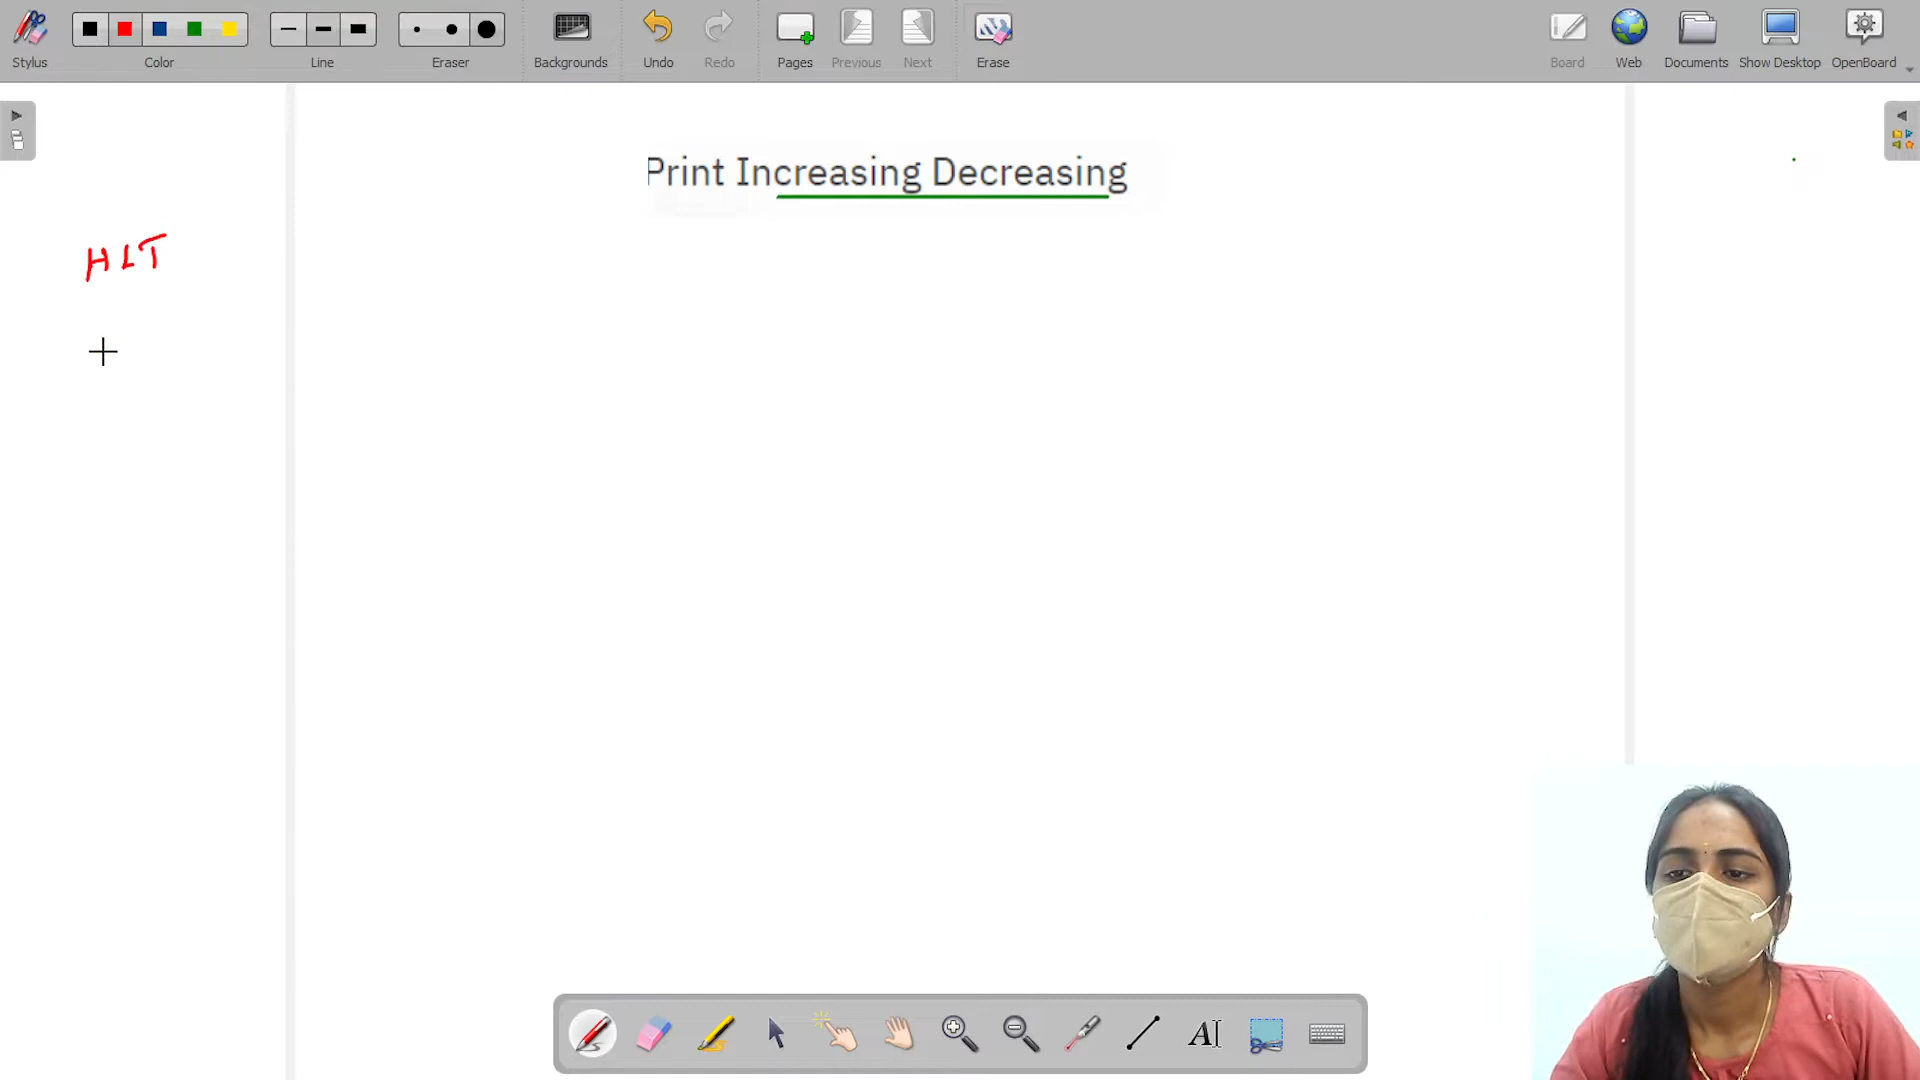 Stylus
Color
Line
Eraser
Backgrounds
Undo
Redo
Pages
Previous
Next
Erase
Board
Web
Documents
Show Desktop
OpenBoard
Print Increasing Decreasing
HLT